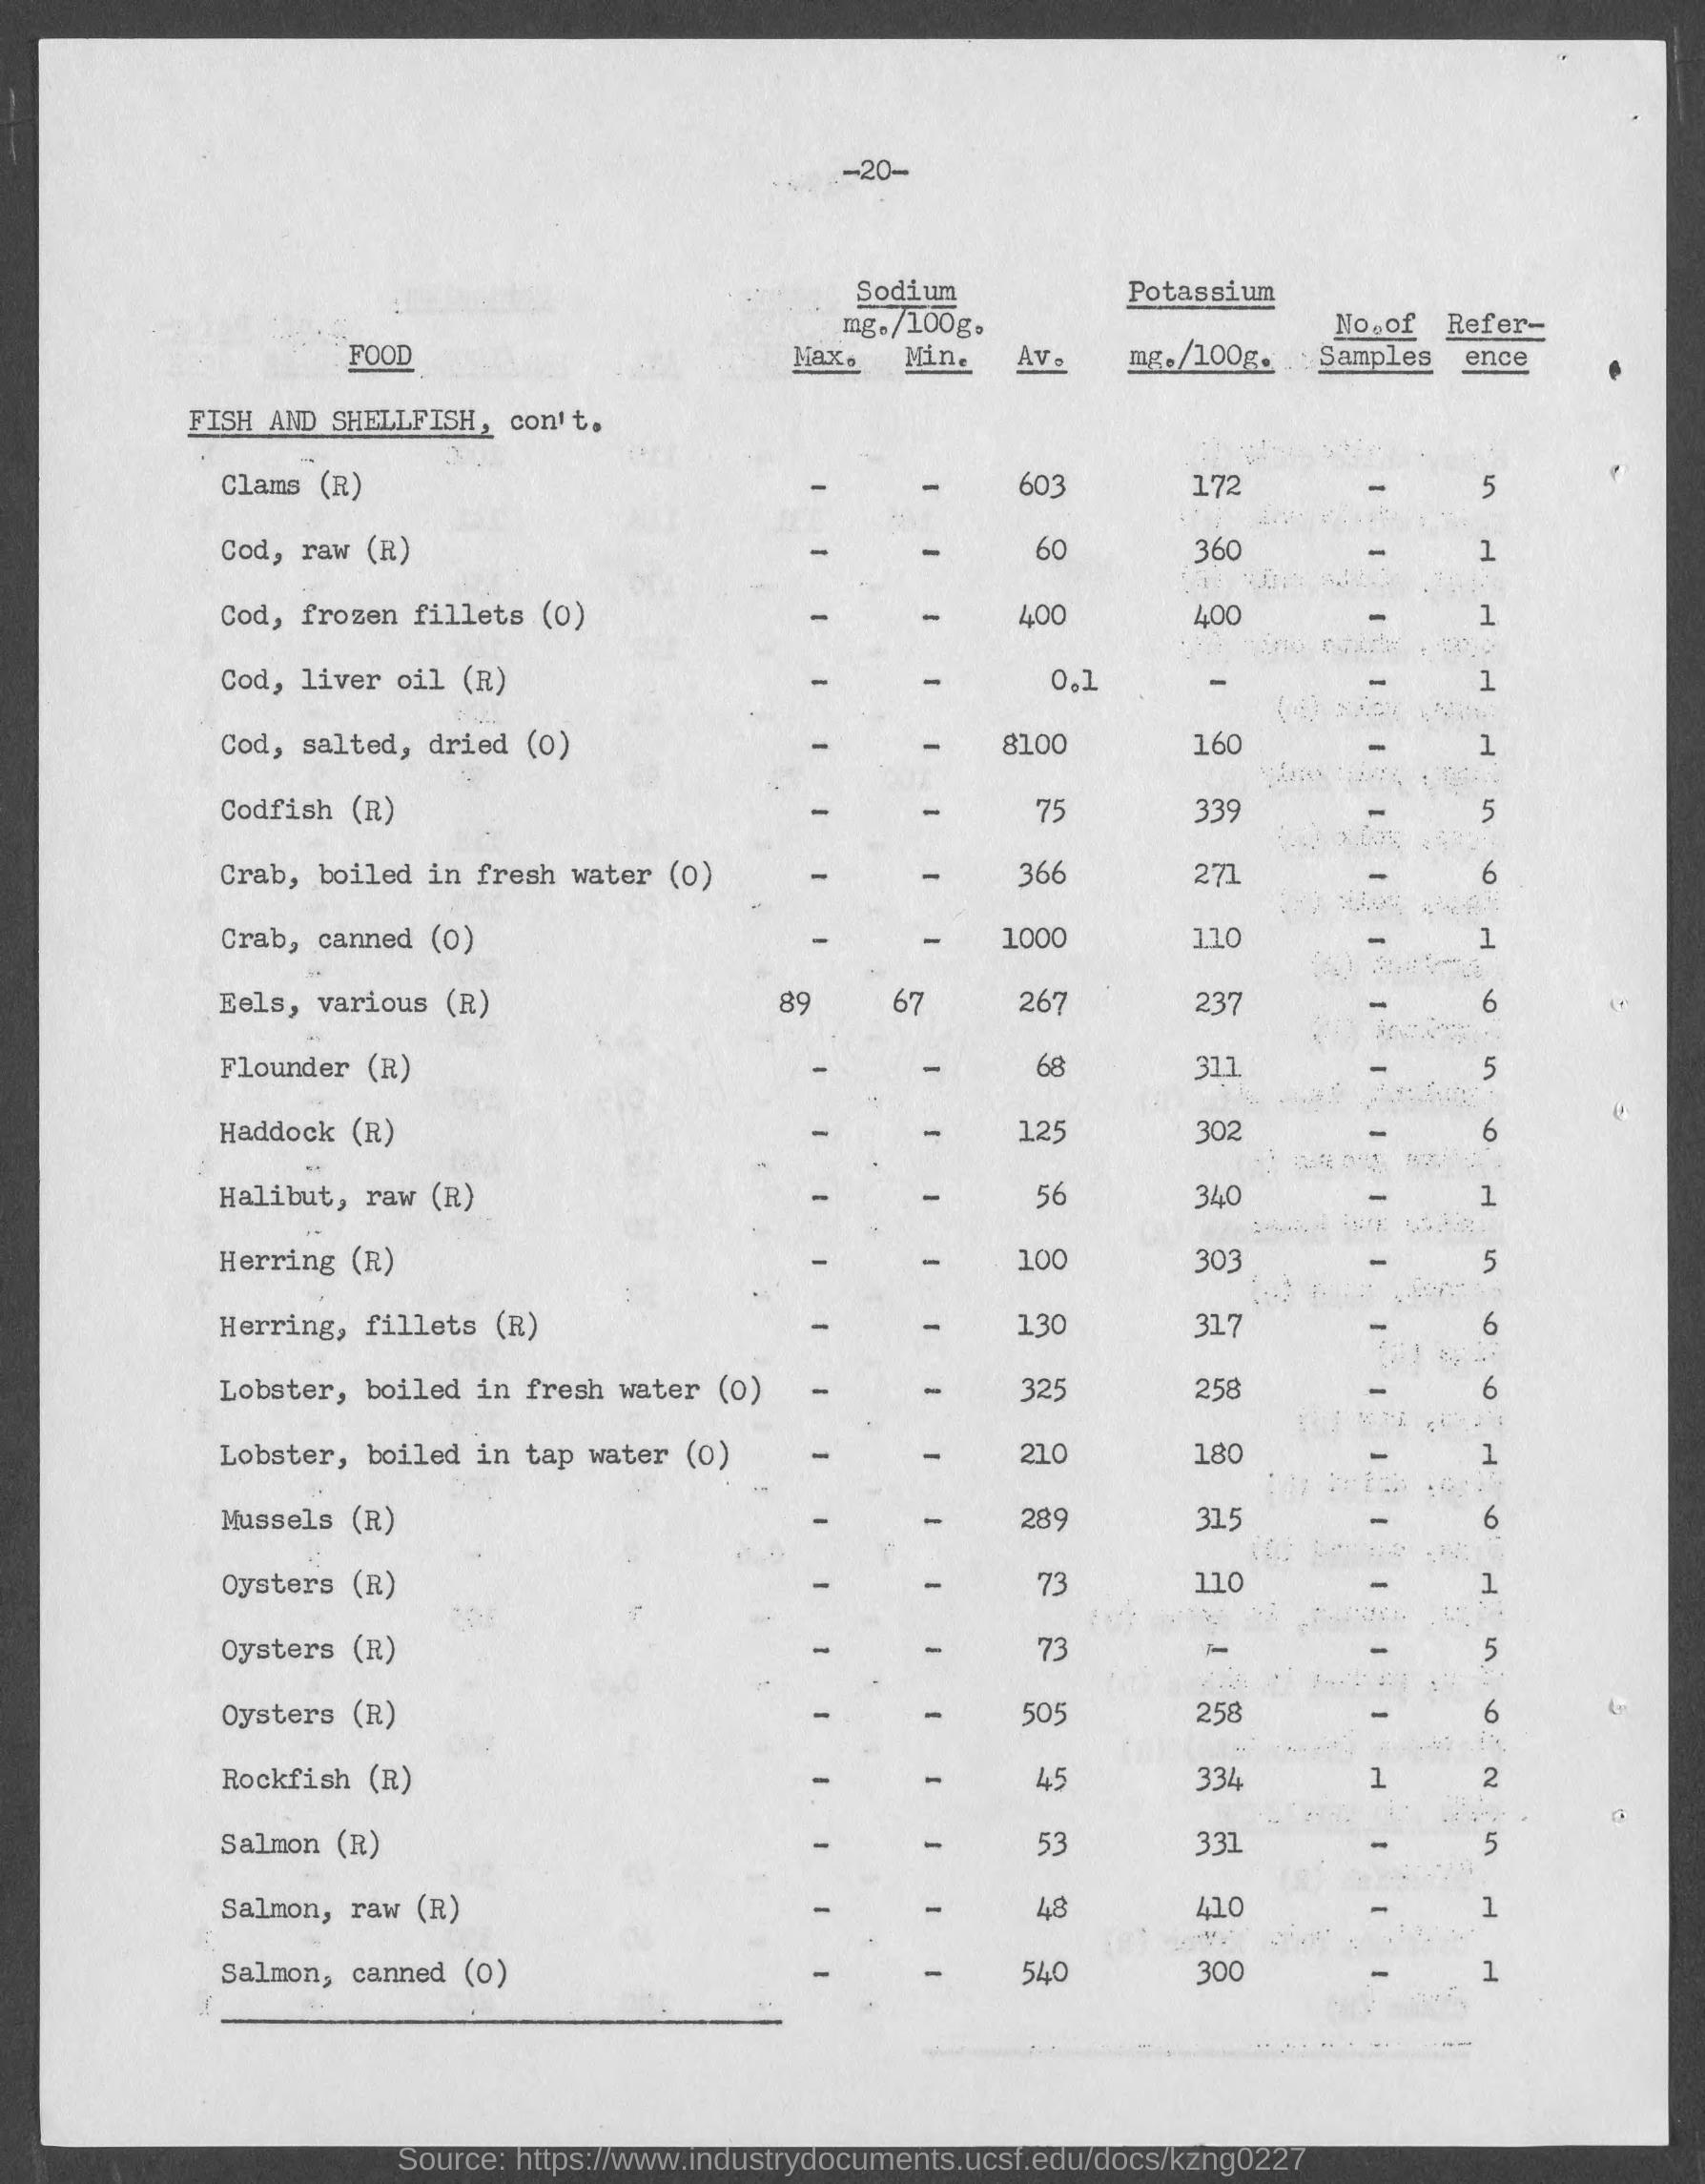 -20-
Sodium Potassium
mg./100g. No. of Refer-
FOOD Max. Min. Av. mg./100g. Samples ence
FISH AND SHELLFISH, con't.
Clams (R) - - 603 172 - 5
Cod, raw (R) - - 60 360 - 1
Cod, frozen fillets (O) - - 400 400 - 1
Cod, liver oil (R) - - 0.1 - - 1
Cod, salted, dried (O) - - 8100 160 - 1
Codfish (R) - - 75 339 - 5
Crab, boiled in fresh water (O) - - 366 271 - 6
Crab, canned (O) - - 1000 110 - 1
Eels, various (R) 89 67 267 237 - 6
Flounder (R) - - 68 311 - 5
Haddock (R) - - 125 302 - 6
Halibut, raw (R) - - 56 340 - 1
Herring (R) - - 100 303 - 5
Herring, fillets (R) - - 130 317 - 6
Lobster, boiled in fresh water (O) - - 325 258 - 6
Lobster, boiled in tap water (O) - - 210 180 - 1
Mussels (R) - - 289 315 - 6
Oysters (R) - - 73 110 - 1
Oysters (R) - - 73 - - 5
Oysters (R) - - 505 258 - 6
Rockfish (R) - - 45 334 1 2
Salmon (R) - - 53 331 - 5
Salmon, raw (R) - - 48 410 - 1
Salmon, canned (O) - - 540 300 - 1
Source: https://www.industrydocuments.ucsf.edu/docs/kzng0227